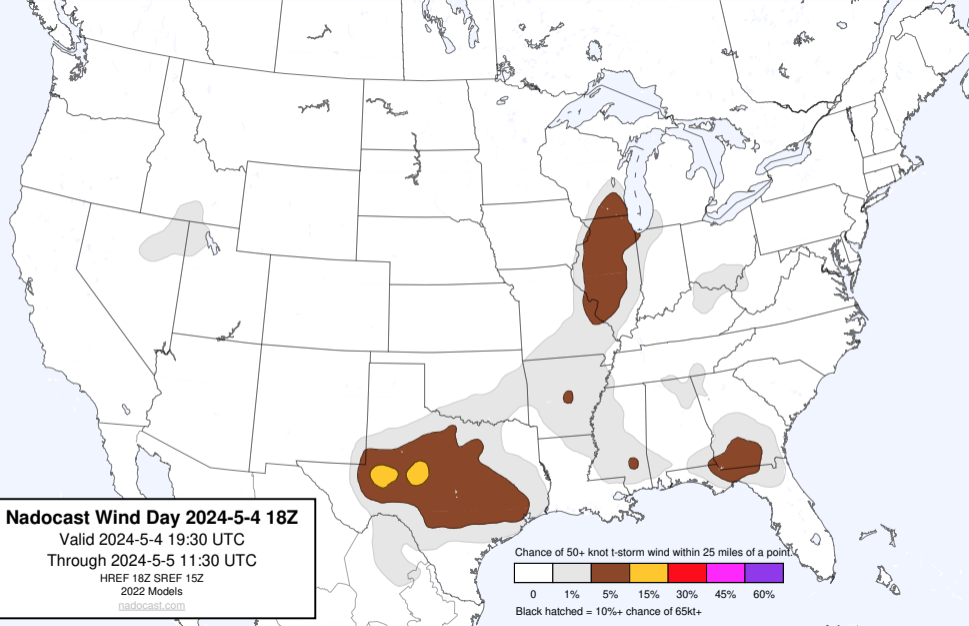 Nadocast Wind Day 2024-5-4 18Z
Valid 2024-5-4 19:30 UTC
Through 2024-5-5 11:30 UTC
HREF 18Z SREF 15Z
2022 Models
nadocast.com
Chance of 50+ knot t-storm wind within 25 miles of a point.
0 1% 5% 15% 30% 45% 60%
Black hatched = 10%+ chance of 65kt+